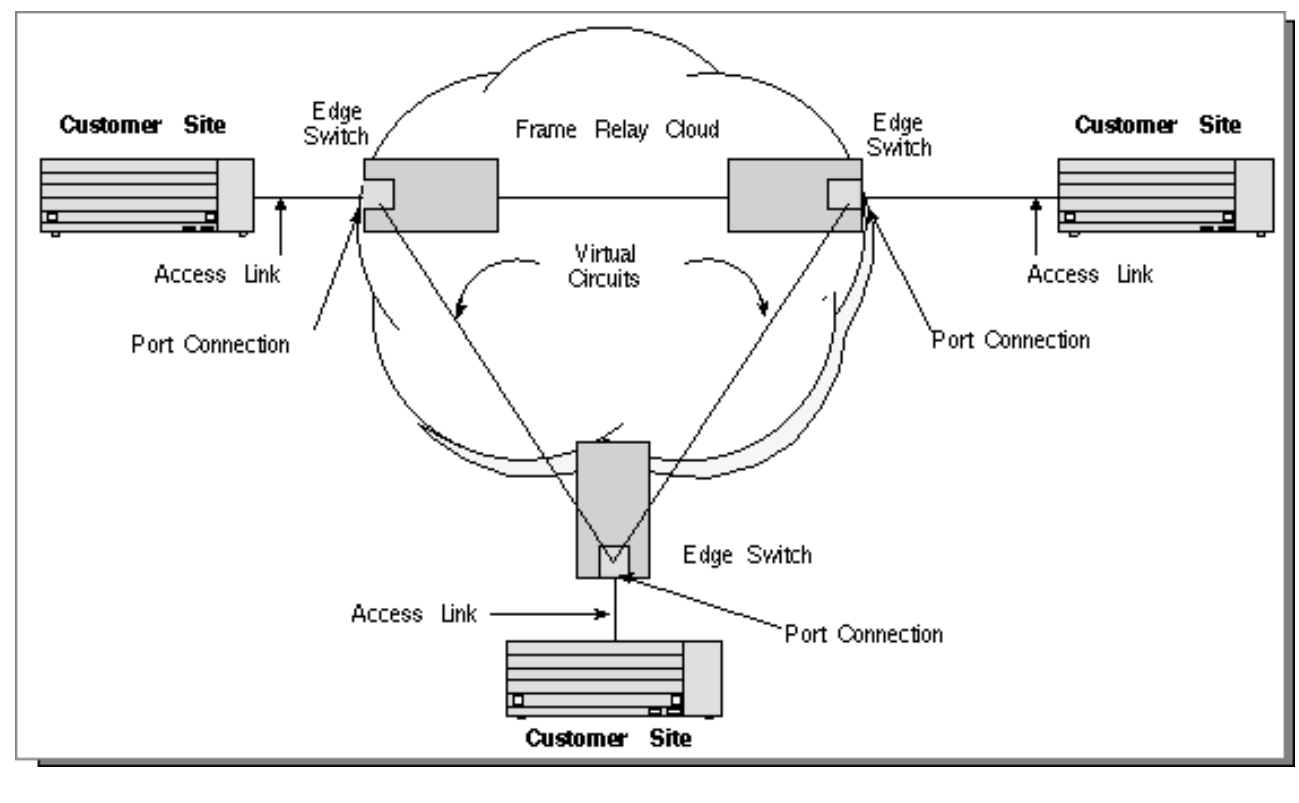 Customer Site
Edge
Switch
Frame Relay Cloud
Edge
Switch
Customer Site
Access Link
Virtual
Circuits
Access Link
Port Connection
Port Connection
Edge Switch
Access Link
Port Connection
Customer Site